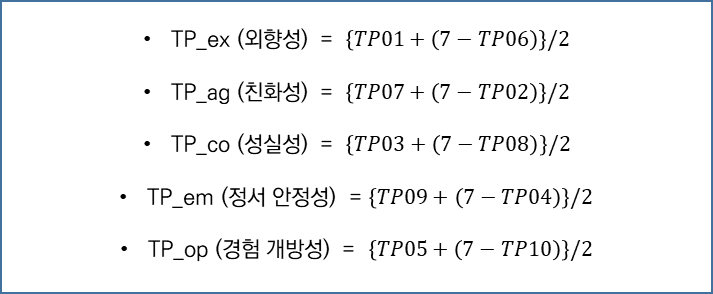 • TP_ex (외향성) = {TP01 + (7 − TP06)}/2
• TP_ag (친화성) = {TP07 + (7 − TP02)}/2
• TP_co (성실성) = {TP03 + (7 − TP08)}/2
• TP_em (정서 안정성) = {TP09 + (7 − TP04)}/2
• TP_op (경험 개방성) = {TP05 + (7 − TP10)}/2